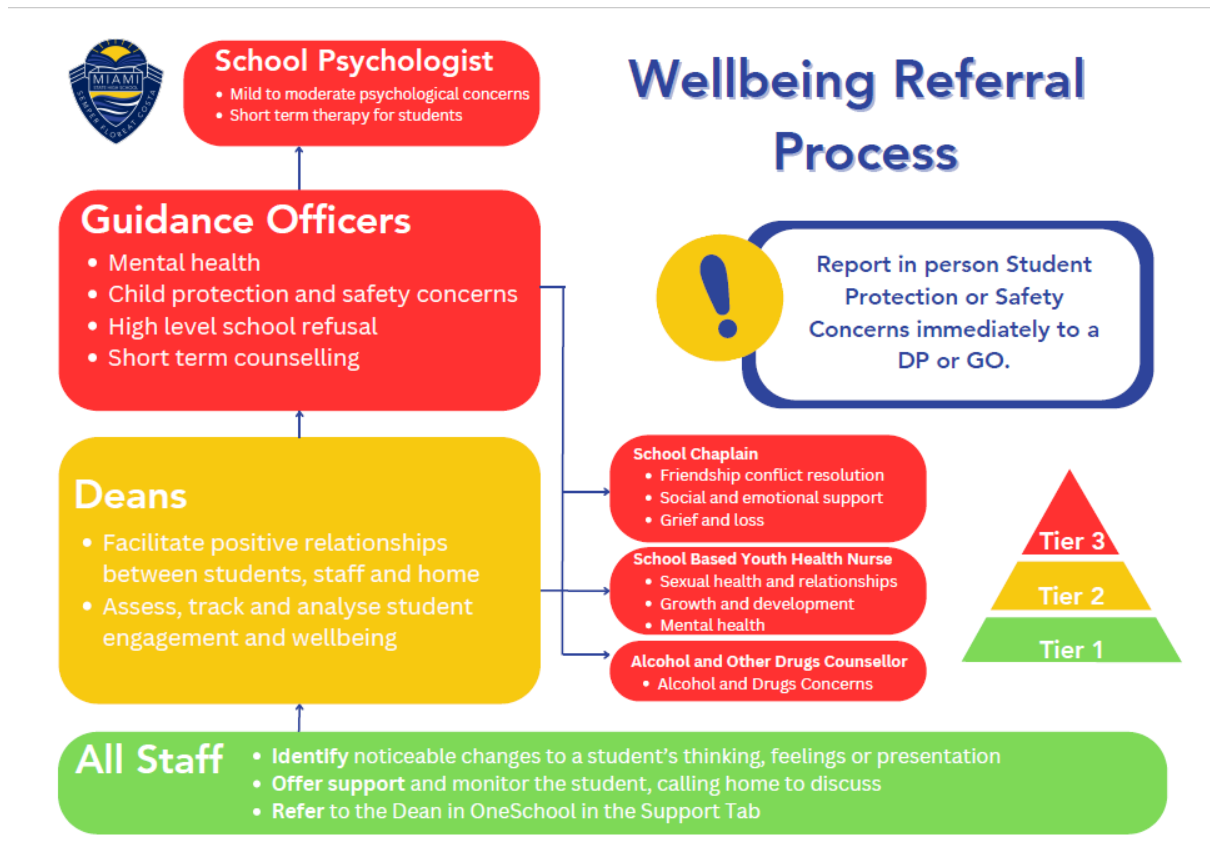 MIAMI
STATE HIGH SCHOOL
SEMPER FLOREAT COSTA
School Psychologist
• Mild to moderate psychological concerns
• Short term therapy for students
Wellbeing Referral
Process
Guidance Officers
• Mental health
• Child protection and safety concerns
• High level school refusal
• Short term counselling
!
Report in person Student
Protection or Safety
Concerns immediately to a
DP or GO.
Deans
• Facilitate positive relationships
between students, staff and home
• Assess, track and analyse student
engagement and wellbeing
School Chaplain
• Friendship conflict resolution
• Social and emotional support
• Grief and loss
School Based Youth Health Nurse
• Sexual health and relationships
• Growth and development
• Mental health
Alcohol and Other Drugs Counsellor
• Alcohol and Drugs Concerns
Tier 3
Tier 2
Tier 1
All Staff
• Identify noticeable changes to a student's thinking, feelings or presentation
• Offer support and monitor the student, calling home to discuss
• Refer to the Dean in OneSchool in the Support Tab